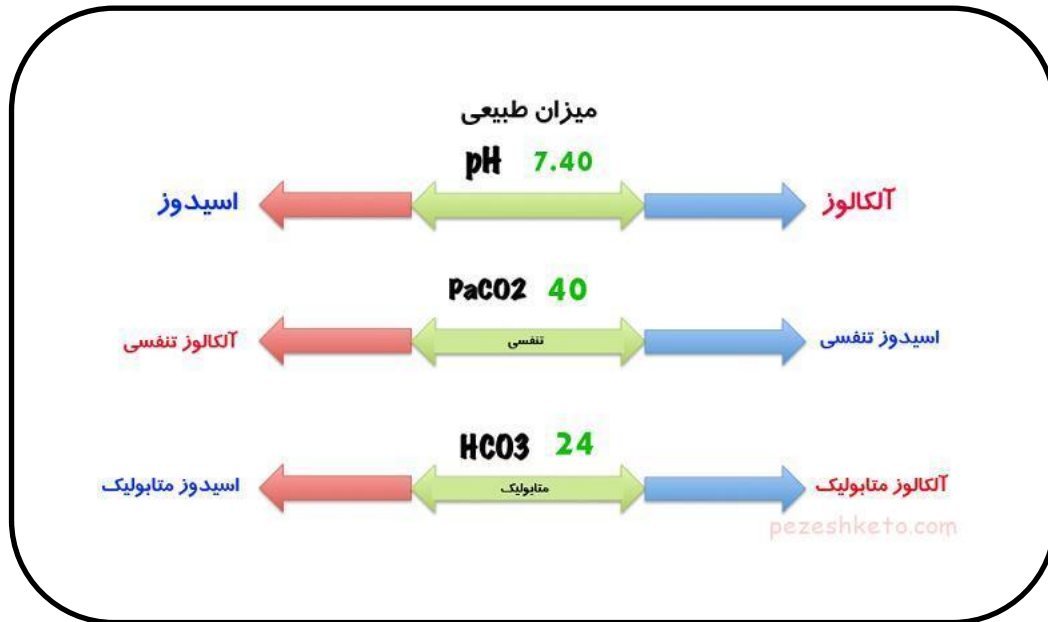 میزان طبیعی
pH 7.40
اسیدوز
آلکالوز
PaCO2 40
آلکالوز تنفسی
تنفسی
اسیدوز تنفسی
HCO3 24
اسیدوز متابولیک
متابولیک
آلکالوز متابولیک
pezeshketo.com